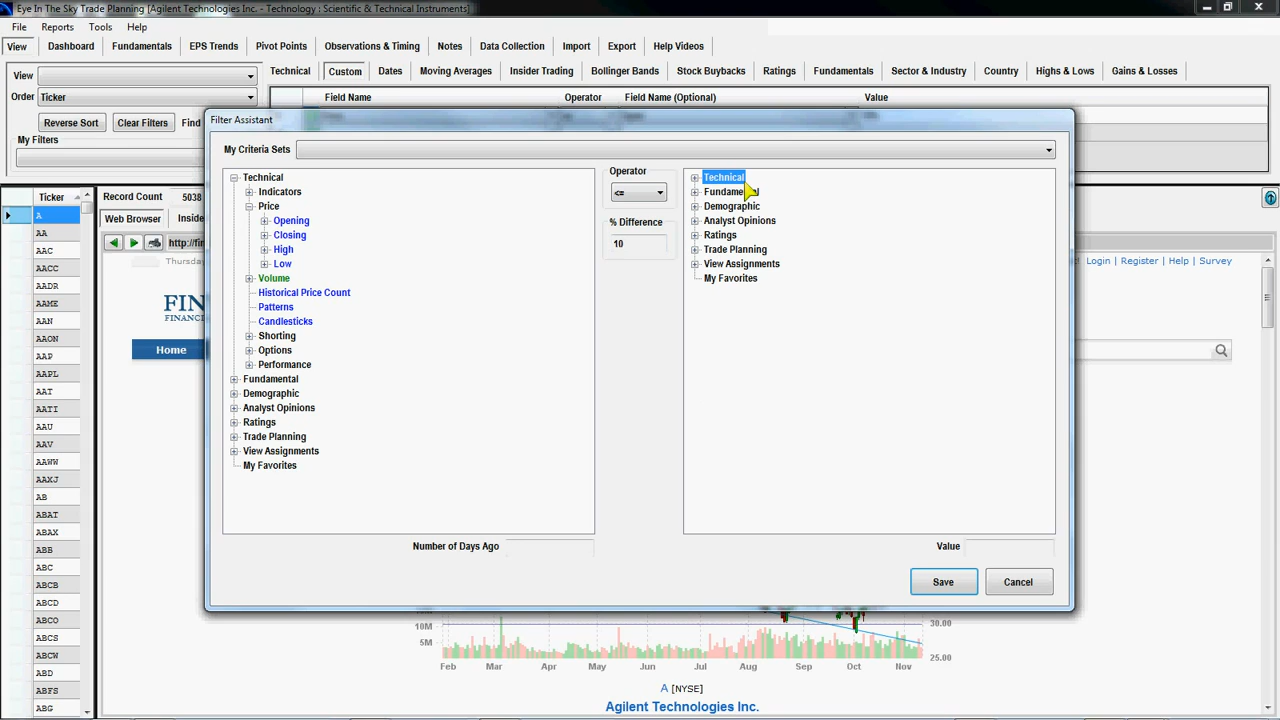 Eye In The Sky Trade Planning [Agilent Technologies Inc. - Technology : Scientific & Technical Instruments]
File Reports Tools Help
View Dashboard Fundamentals EPS Trends Pivot Points Observations & Timing Notes Data Collection Import Export Help Videos
View Technical Custom Dates Moving Averages Insider Trading Bollinger Bands Stock Buybacks Ratings Fundamentals Sector & Industry Country Highs & Lows Gains & Losses
Order Ticker Field Name Operator Field Name (Optional) Value
Reverse Sort Clear Filters Find
My Filters
Filter Assistant
My Criteria Sets
Technical
Indicators
Price
Opening
Closing
High
Low
Volume
Historical Price Count
Patterns
Candlesticks
Shorting
Options
Performance
Fundamental
Demographic
Analyst Opinions
Ratings
Trade Planning
View Assignments
My Favorites
Operator
<=
% Difference
10
Technical
Demographic
Analyst Opinions
Ratings
Trade Planning
View Assignments
My Favorites
Number of Days Ago
Value
Save Cancel
Ticker Record Count 5038
Web Browser
Thursday
Login | Register | Help | Survey
FIN
FINANCI
Home
A
AA
AAC
AACC
AADR
AAME
AAN
AAON
AAP
AAPL
AAT
AATI
AAU
AAV
AAWW
AAXJ
AB
ABAT
ABAX
ABB
ABC
ABCB
ABCD
ABCO
ABCS
ABCW
ABD
ABFS
ABG
10M
5M
30.00
25.00
Feb Mar Apr May Jun Jul Aug Sep Oct Nov
A [NYSE]
Agilent Technologies Inc.